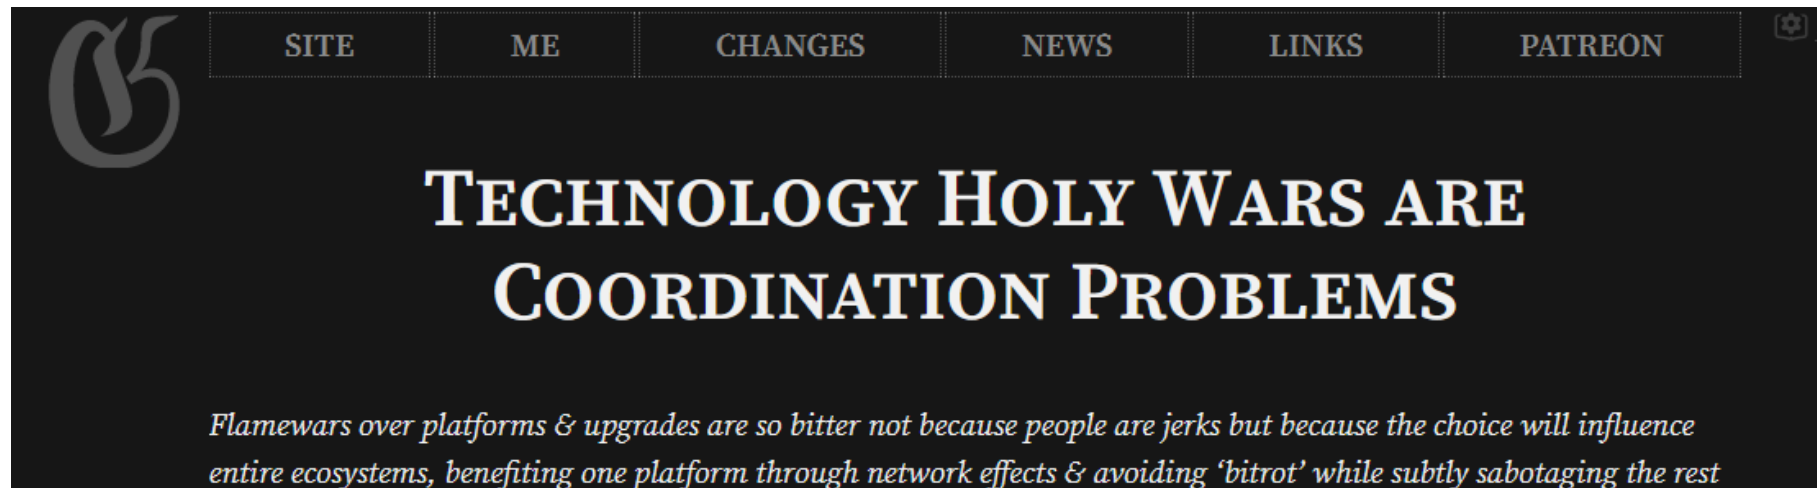 G
SITE ME CHANGES NEWS LINKS PATREON
Technology Holy Wars are
Coordination Problems
Flamewars over platforms & upgrades are so bitter not because people are jerks but because the choice will influence
entire ecosystems, benefiting one platform through network effects & avoiding ‘bitrot’ while subtly sabotaging the rest